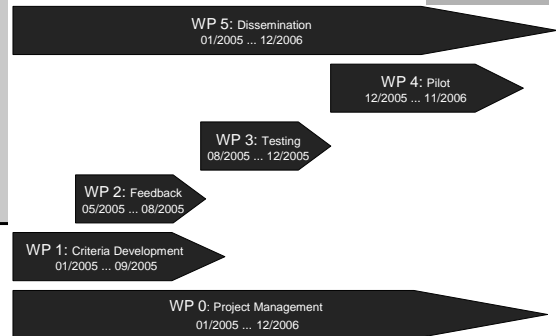 WP 5: Dissemination
01/2005 ... 12/2006
WP 4: Pilot
12/2005 ... 11/2006
WP 3: Testing
08/2005 ... 12/2005
WP 2: Feedback
05/2005 ... 08/2005
WP 1: Criteria Development
01/2005 ... 09/2005
WP 0: Project Management
01/2005 ... 12/2006